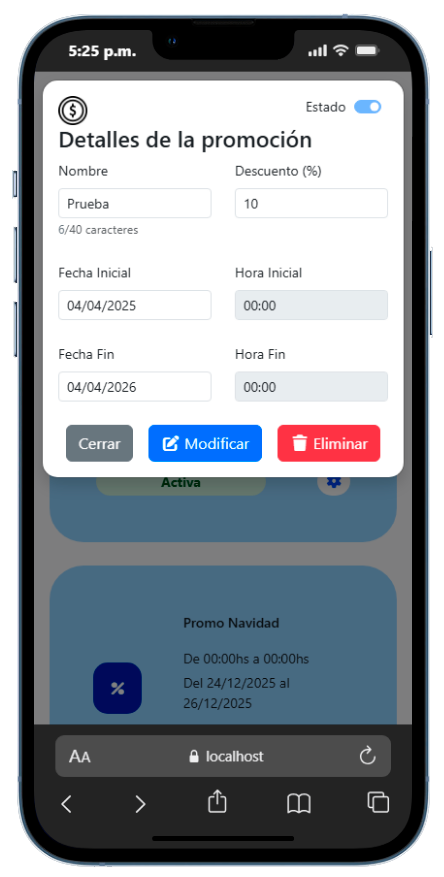 5:25 p.m.
$
Estado
Detalles de la promoción
Nombre
Descuento (%)
Prueba
10
6/40 caracteres
Fecha Inicial
Hora Inicial
04/04/2025
00:00
Fecha Fin
Hora Fin
04/04/2026
00:00
Cerrar
Modificar
Eliminar
Activa
Promo Navidad
De 00:00hs a 00:00hs
%
Del 24/12/2025 al
26/12/2025
AA
localhost